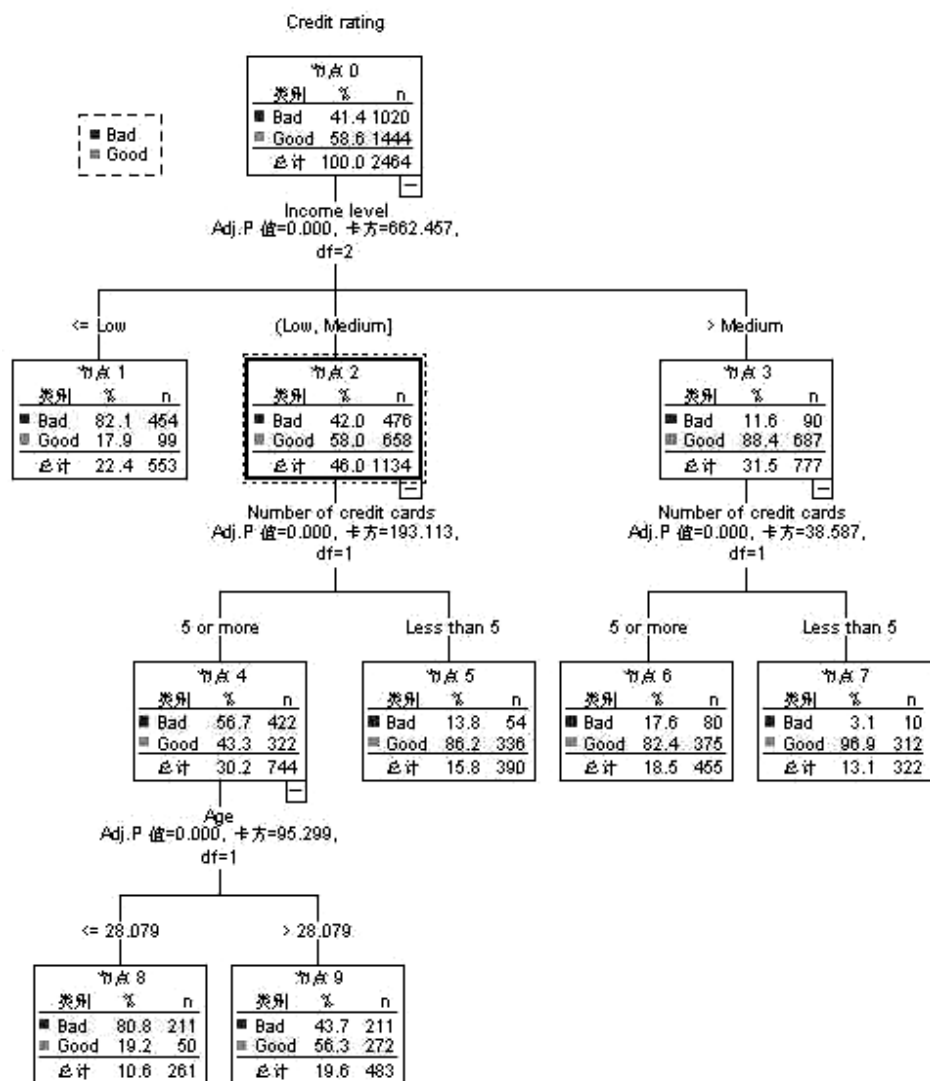 Credit rating
节点 0
类别 % n
Bad 41.4 1020
Good 58.6 1444
总计 100.0 2464
Bad
Good
Income level
Adj.P 值=0.000, 卡方=662.457,
df=2
<= Low
(Low, Medium]
> Medium
节点 1
类别 % n
Bad 82.1 454
Good 17.9 99
总计 22.4 553
节点 2
类别 % n
Bad 42.0 476
Good 58.0 658
总计 46.0 1134
节点 3
类别 % n
Bad 11.6 90
Good 88.4 687
总计 31.5 777
Number of credit cards
Adj.P 值=0.000, 卡方=193.113,
df=1
Number of credit cards
Adj.P 值=0.000, 卡方=38.587,
df=1
5 or more
Less than 5
5 or more
Less than 5
节点 4
类别 % n
Bad 56.7 422
Good 43.3 322
总计 30.2 744
节点 5
类别 % n
Bad 13.8 54
Good 86.2 336
总计 15.8 390
节点 6
类别 % n
Bad 17.6 80
Good 82.4 375
总计 18.5 455
节点 7
类别 % n
Bad 3.1 10
Good 96.9 312
总计 13.1 322
Age
Adj.P 值=0.000, 卡方=95.299,
df=1
<= 28.079
> 28.079
节点 8
类别 % n
Bad 80.8 211
Good 19.2 50
总计 10.6 261
节点 9
类别 % n
Bad 43.7 211
Good 56.3 272
总计 19.6 483